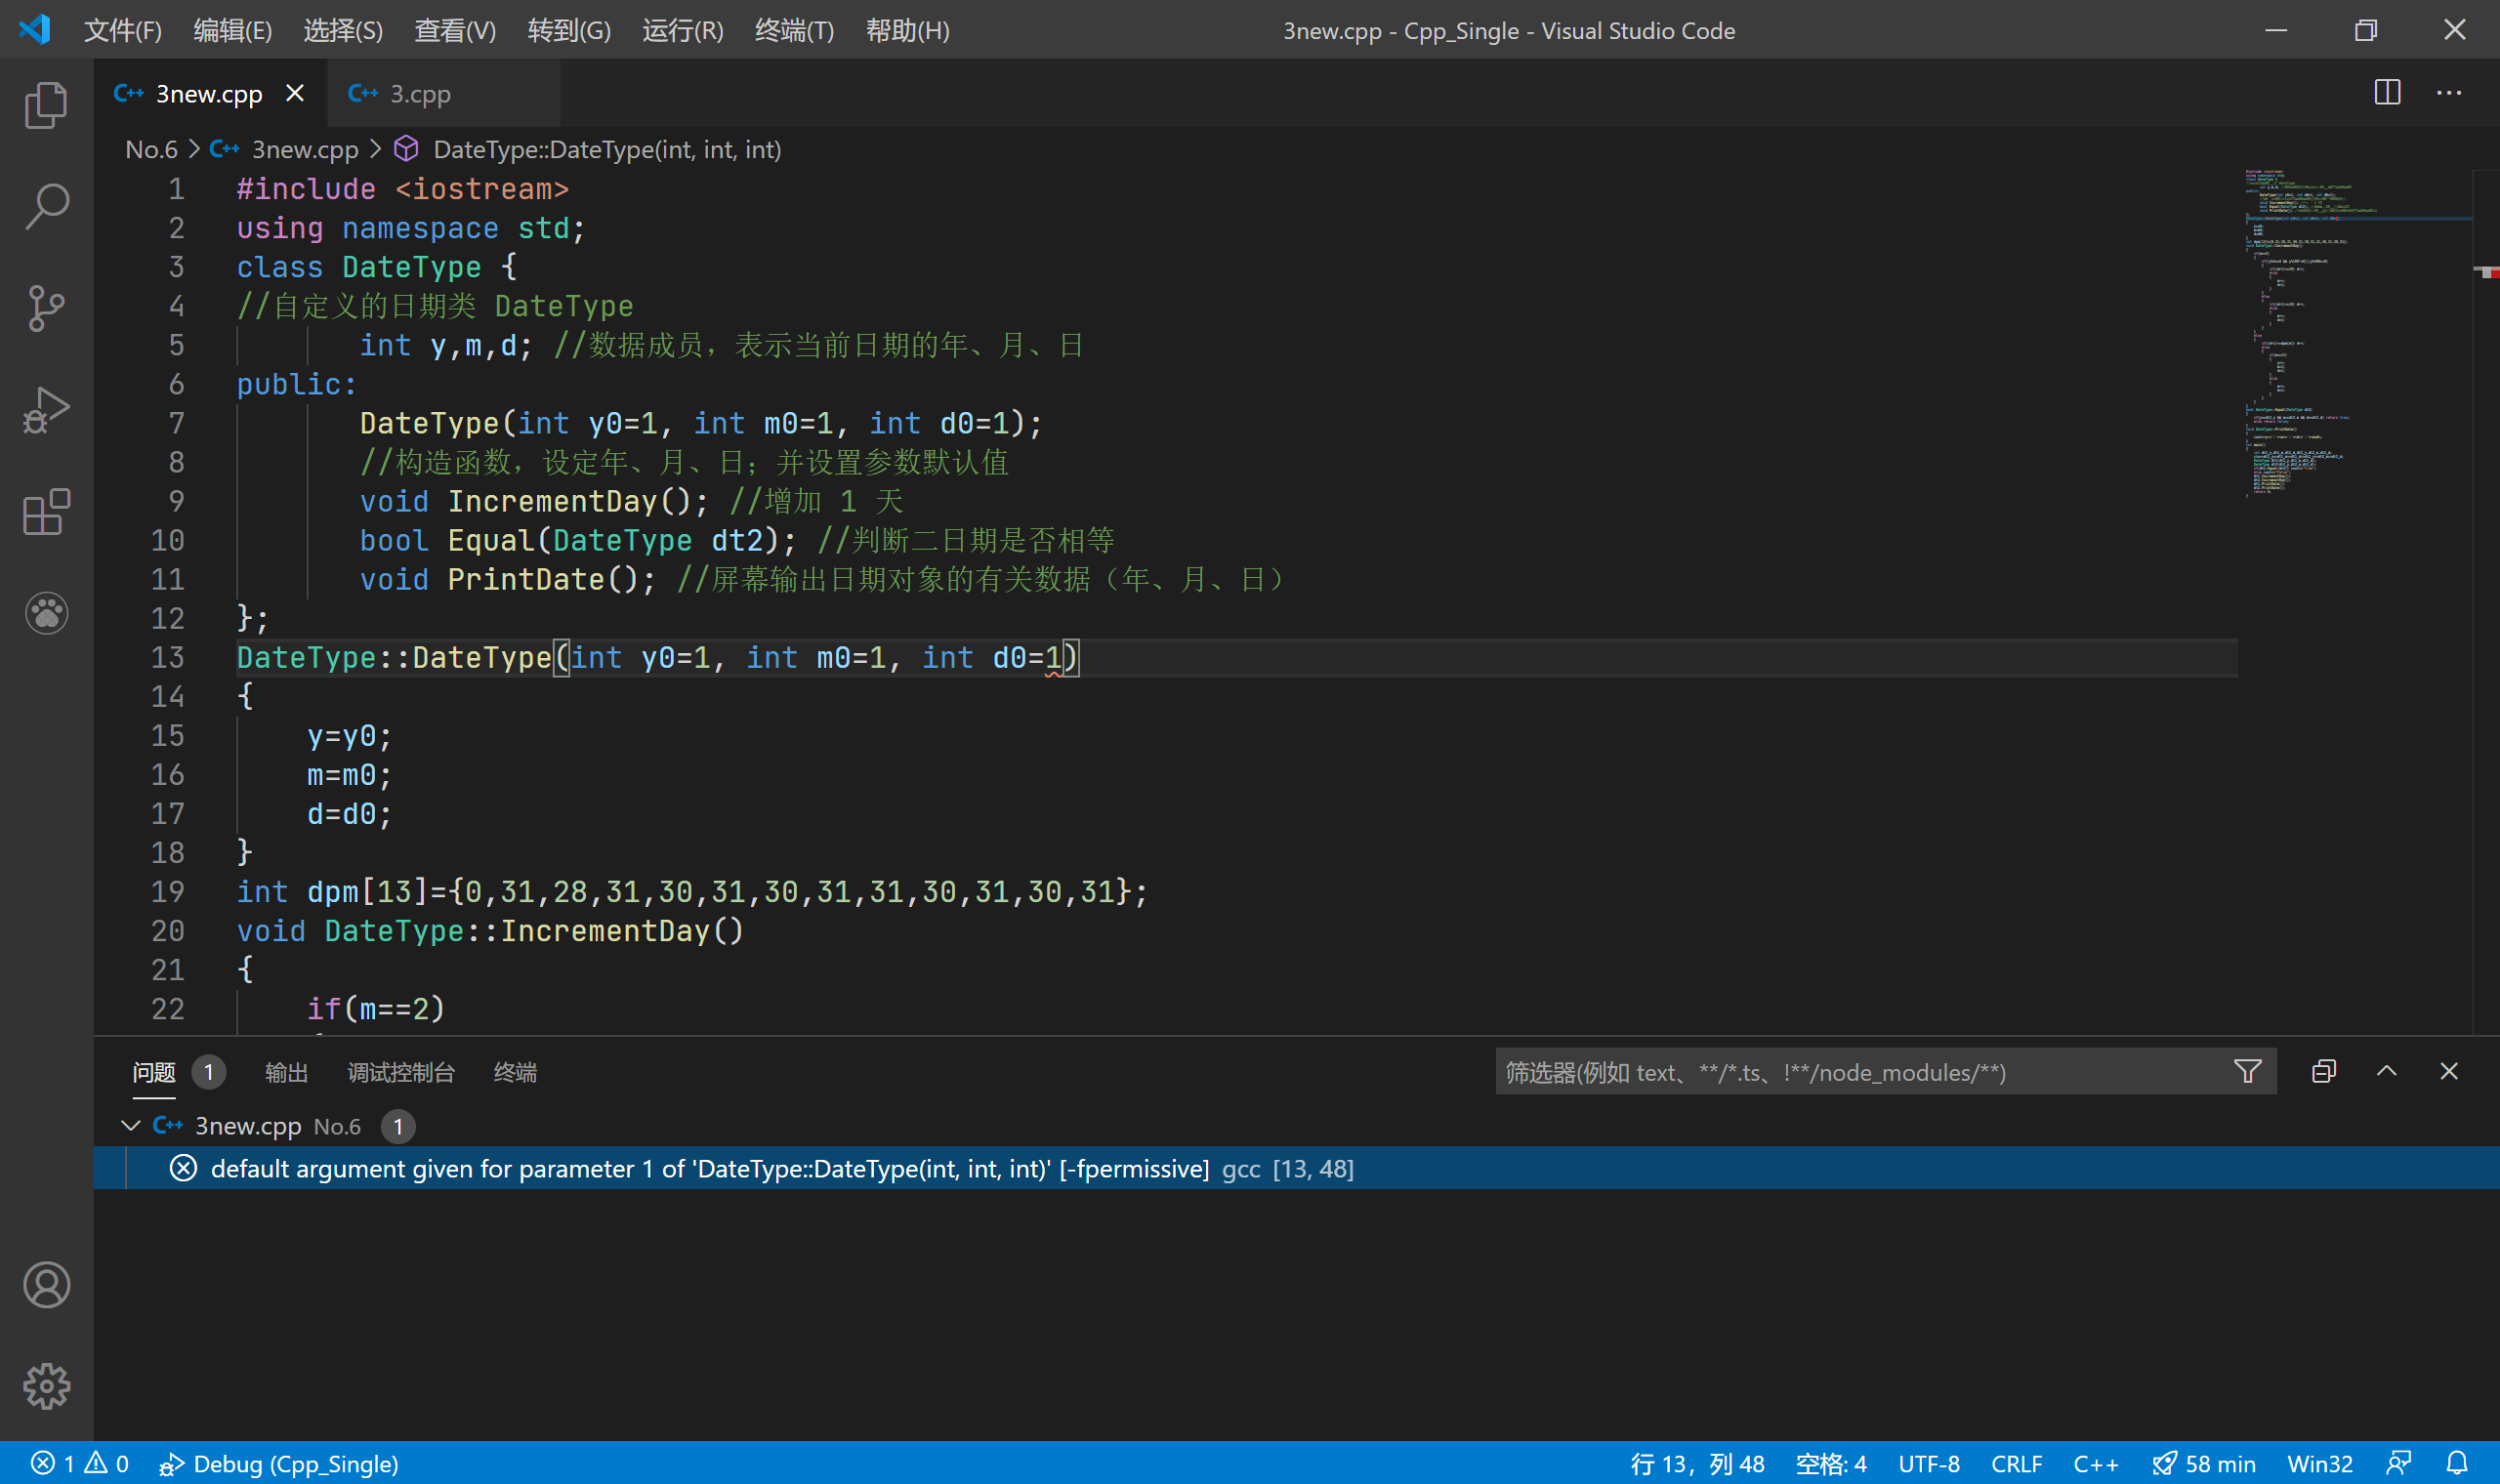 文件(F) 编辑(E) 选择(S) 查看(V) 转到(G) 运行(R) 终端(T) 帮助(H) 3new.cpp - Cpp_Single - Visual Studio Code
3new.cpp 3.cpp
No.6 > 3new.cpp > DateType::DateType(int, int, int)
1 #include <iostream>
2 using namespace std;
3 class DateType {
4 //自定义的日期类 DateType
5 int y,m,d; //数据成员，表示当前日期的年、月、日
6 public:
7 DateType(int y0=1, int m0=1, int d0=1);
8 //构造函数，设定年、月、日；并设置参数默认值
9 void IncrementDay(); //增加 1 天
10 bool Equal(DateType dt2); //判断二日期是否相等
11 void PrintDate(); //屏幕输出日期对象的有关数据（年、月、日）
12 };
13 DateType::DateType(int y0=1, int m0=1, int d0=1)
14 {
15 y=y0;
16 m=m0;
17 d=d0;
18 }
19 int dpm[13]={0,31,28,31,30,31,30,31,31,30,31,30,31};
20 void DateType::IncrementDay()
21 {
22 if(m==2)
问题 1 输出 调试控制台 终端 筛选器(例如 text、**/*.ts、!**/node_modules/**)
3new.cpp No.6 1
default argument given for parameter 1 of 'DateType::DateType(int, int, int)' [-fpermissive] gcc [13, 48]
1 0 Debug (Cpp_Single) 行 13，列 48 空格: 4 UTF-8 CRLF C++ 58 min Win32